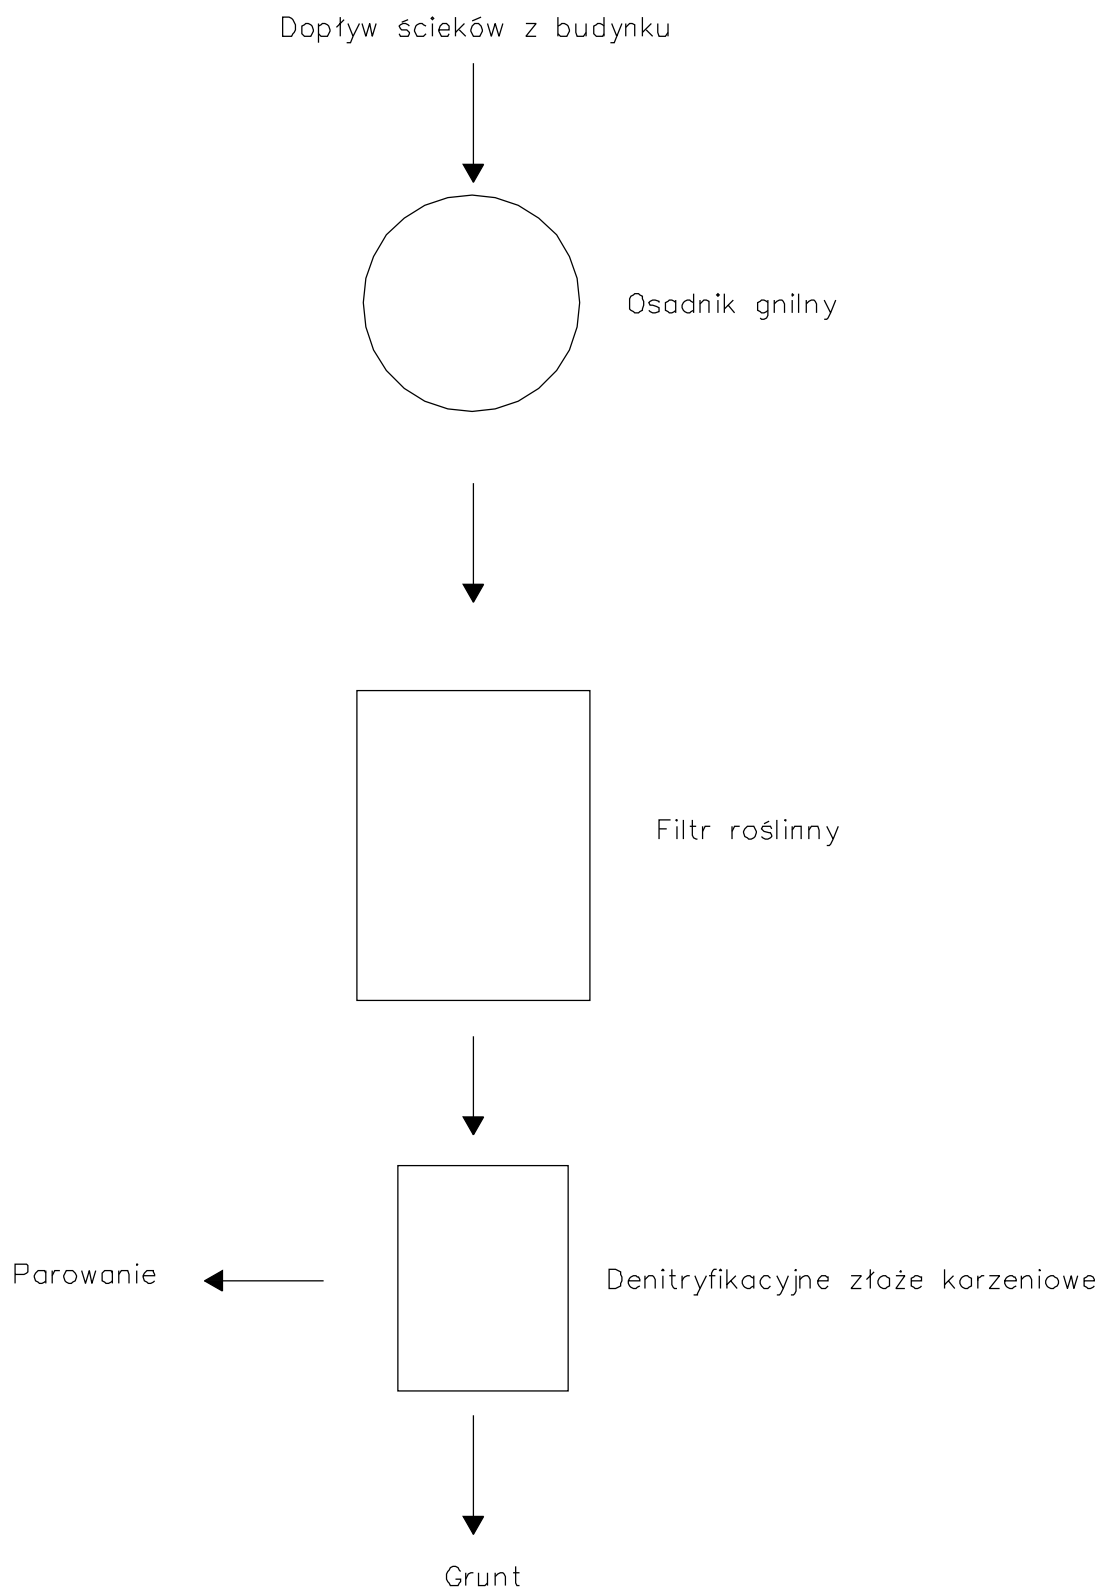 Dopływ ścieków z budynku
Osadnik gnilny
Filtr roślinny
Parowanie
Denitryfikacyjne złoże korzeniowe
Grunt